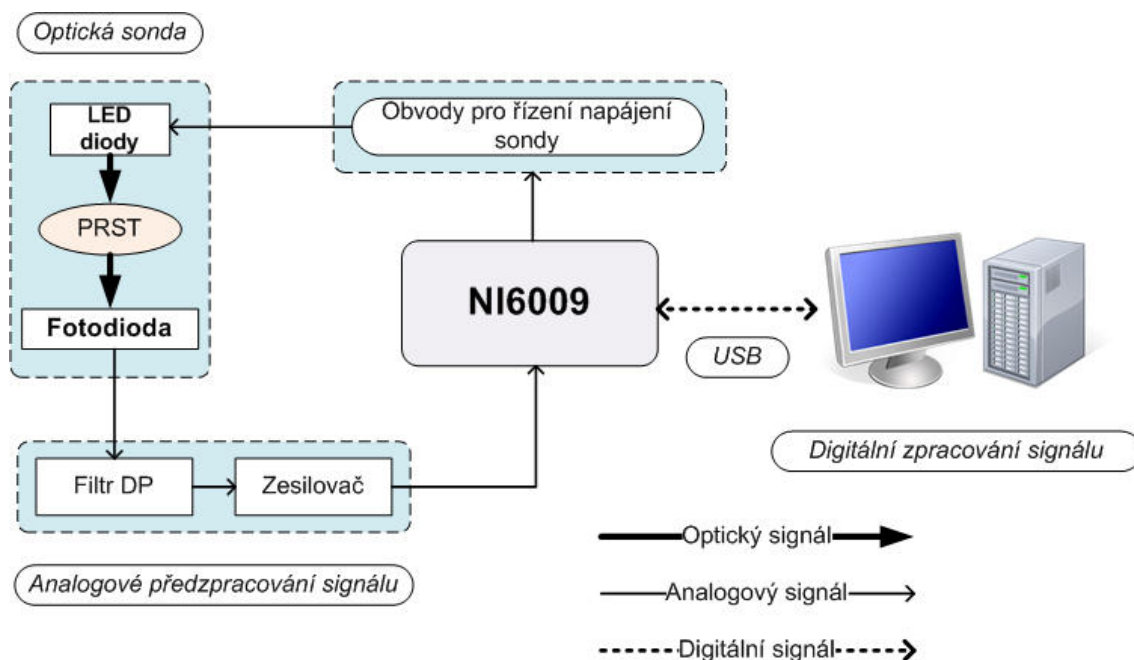 Optická sonda
LED
diody
PRST
Fotodioda
Obvody pro řízení napájení
sondy
NI6009
USB
Digitální zpracování signálu
Filtr DP
Zesilovač
Analogové předzpracování signálu
Optický signál
Analogový signál
Digitální signál